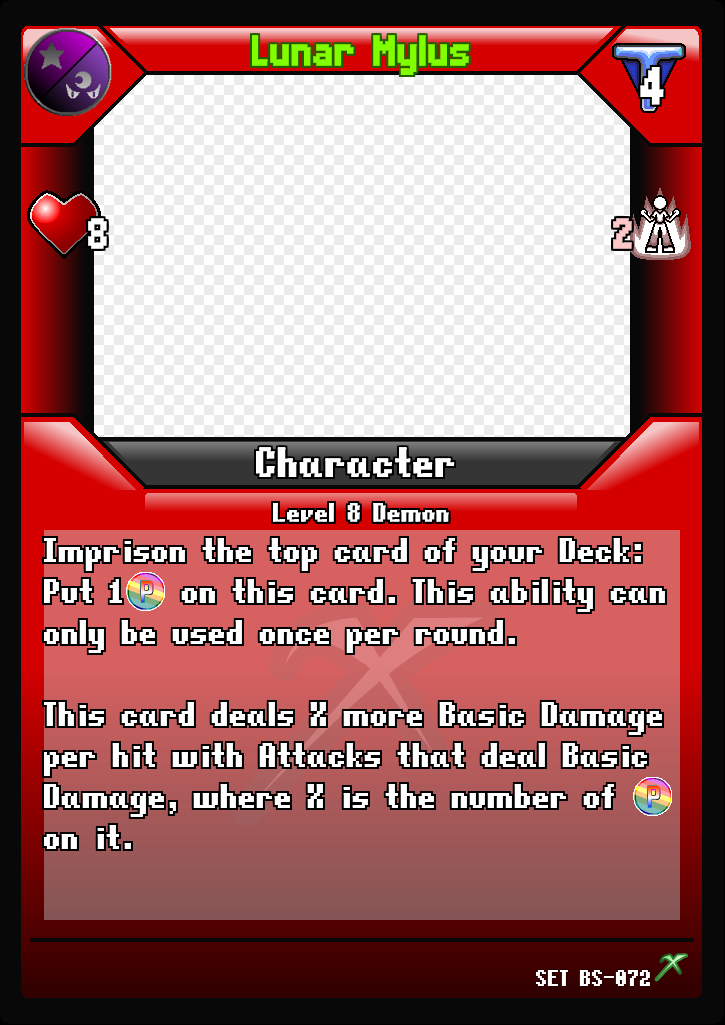 Lunar Mylus
4
8
2
Character
Level 8 Demon
Imprison the top card of your Deck:
Put 1 P on this card. This ability can
only be used once per round.
This card deals X more Basic Damage
per hit with Attacks that deal Basic
Damage, where X is the number of P
on it.
SET BS-072